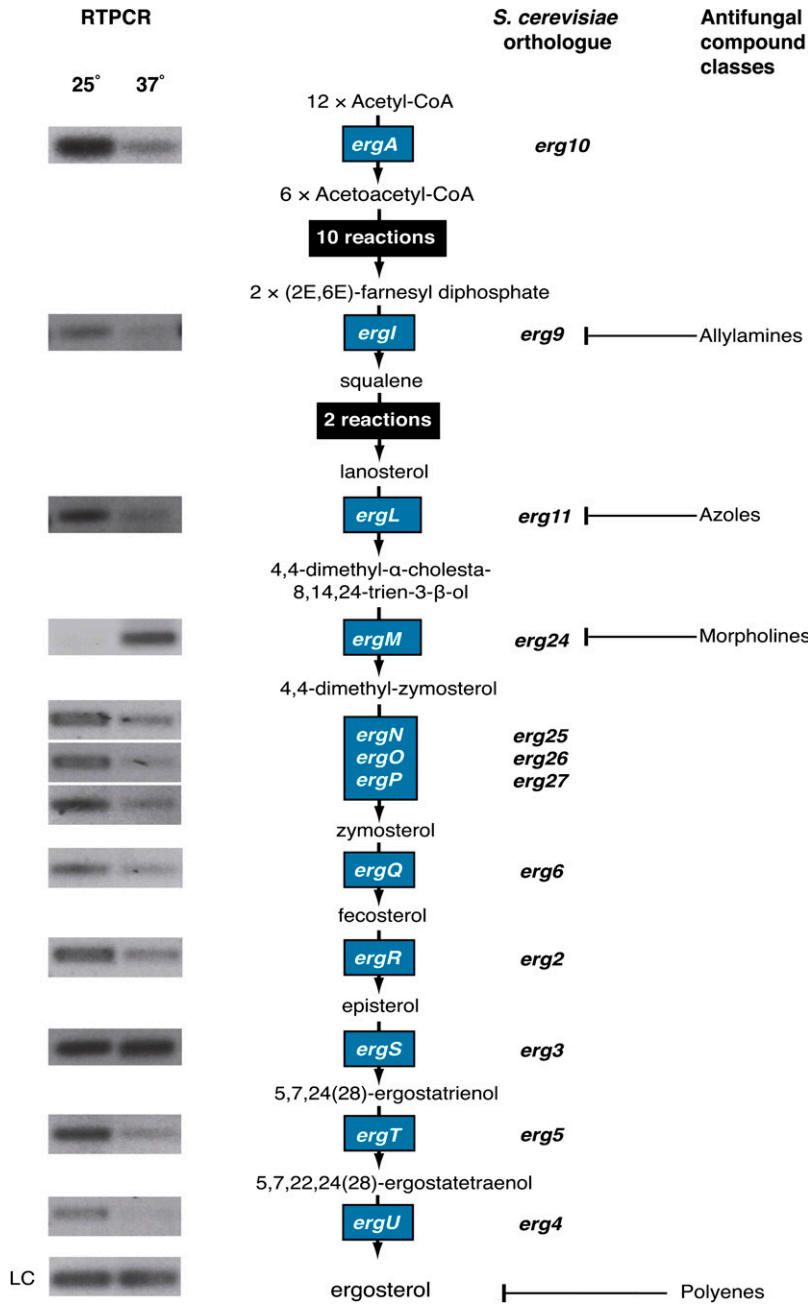 RTPCR
S. cerevisiae
orthologue
Antifungal
compound
classes
25° 37°
12 × Acetyl-CoA
ergA
erg10
6 × Acetoacetyl-CoA
10 reactions
2 × (2E,6E)-farnesyl diphosphate
ergI
erg9
Allylamines
squalene
2 reactions
lanosterol
ergL
erg11
Azoles
4,4-dimethyl-α-cholesta-
8,14,24-trien-3-β-ol
ergM
erg24
Morpholines
4,4-dimethyl-zymosterol
ergN
erg25
ergO
erg26
ergP
erg27
zymosterol
ergQ
erg6
fecosterol
ergR
erg2
episterol
ergS
erg3
5,7,24(28)-ergostatrienol
ergT
erg5
5,7,22,24(28)-ergostatetraenol
ergU
erg4
LC
ergosterol
Polyenes